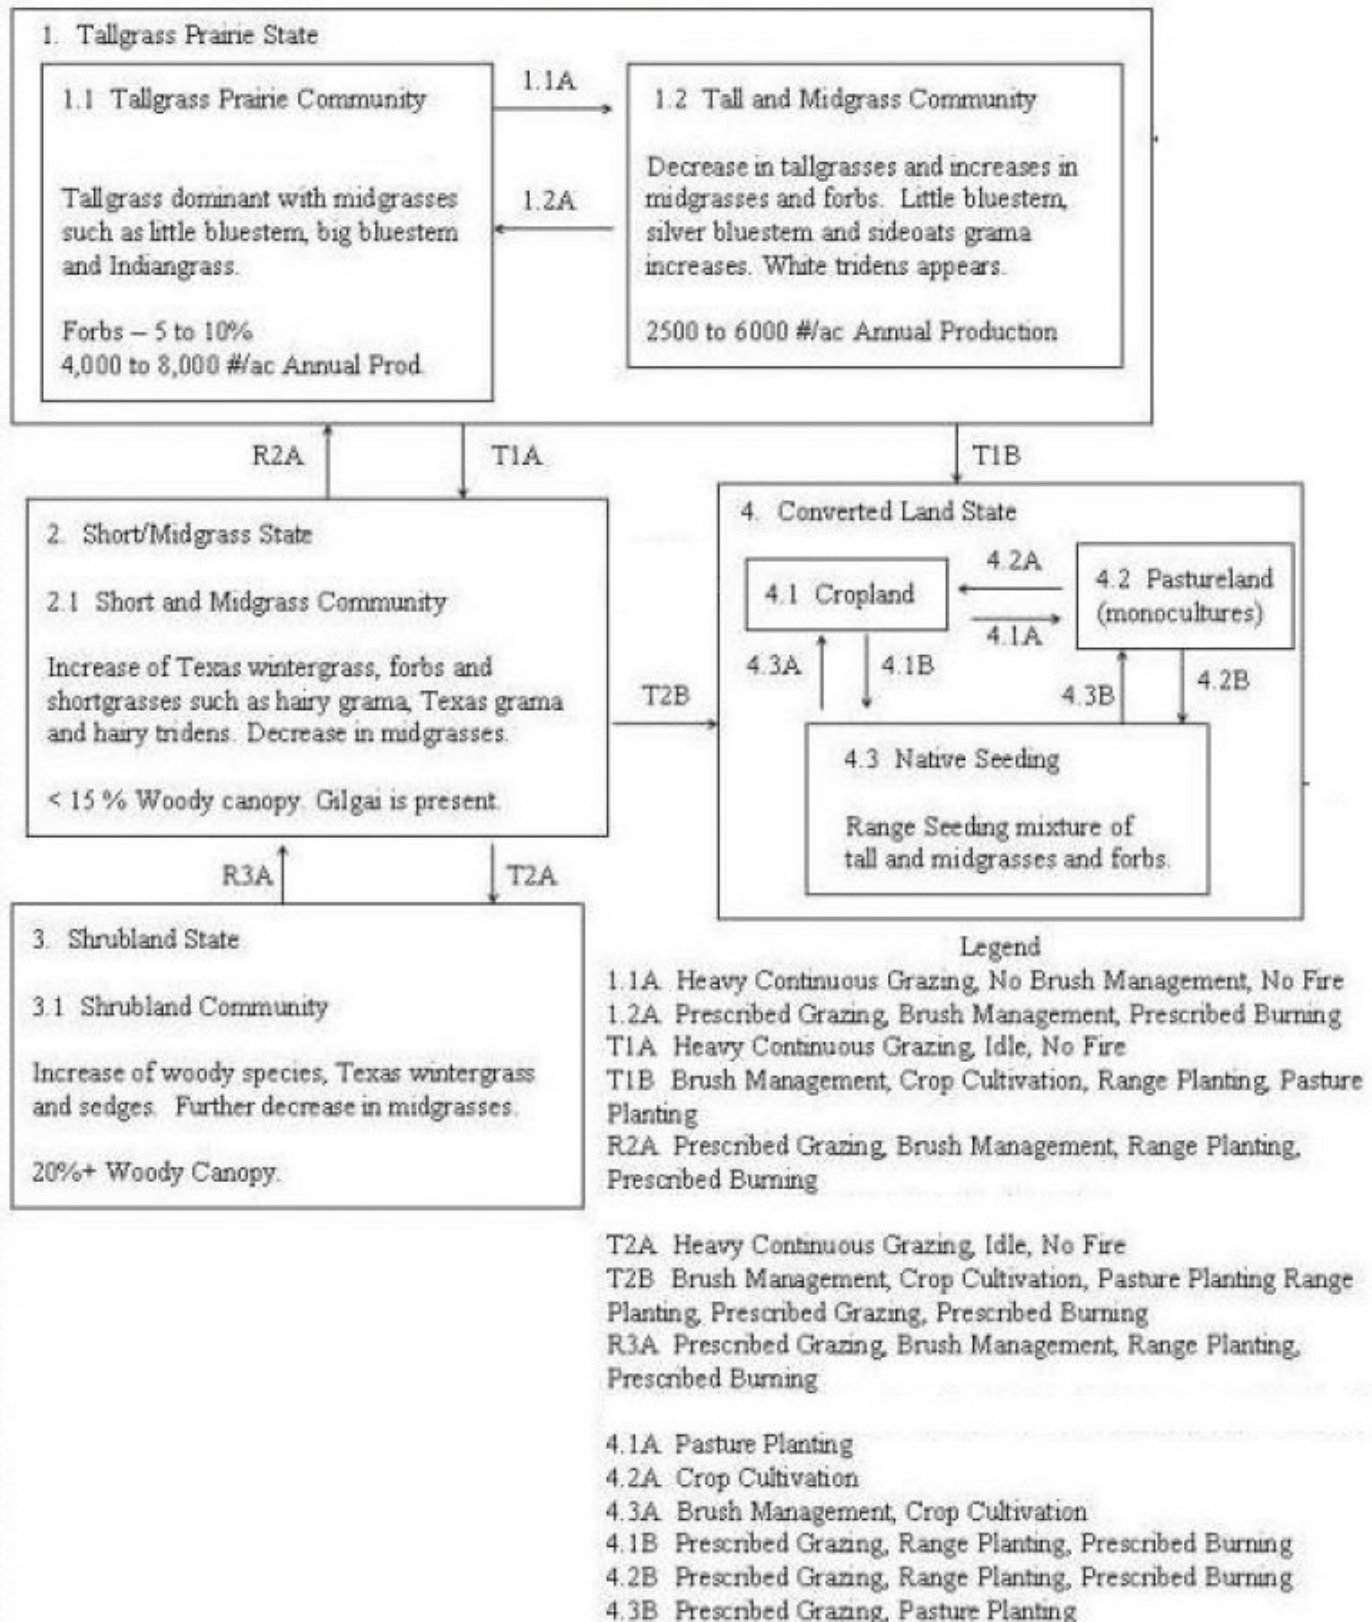 1. Tallgrass Prairie State
1.1 Tallgrass Prairie Community
Tallgrass dominant with midgrasses
such as little bluestem, big bluestem
and Indiangrass.
Forbs – 5 to 10%
4,000 to 8,000 #/ac Annual Prod.
1.1A
1.2A
1.2 Tall and Midgrass Community
Decrease in tallgrasses and increases in
midgrasses and forbs. Little bluestem,
silver bluestem and sideoats grama
increases. White tridens appears.
2500 to 6000 #/ac Annual Production
R2A
T1A
T1B
2. Short/Midgrass State
2.1 Short and Midgrass Community
Increase of Texas wintergrass, forbs and
shortgrasses such as hairy grama, Texas grama
and hairy tridens. Decrease in midgrasses.
< 15 % Woody canopy. Gilgai is present.
T2B
4. Converted Land State
4.1 Cropland
4.2A
4.1A
4.2 Pastureland
(monocultures)
4.3A
4.1B
4.3B
4.2B
4.3 Native Seeding
Range Seeding mixture of
tall and midgrasses and forbs.
R3A
T2A
3. Shrubland State
3.1 Shrubland Community
Increase of woody species, Texas wintergrass
and sedges. Further decrease in midgrasses.
20%+ Woody Canopy.
Legend
1.1A Heavy Continuous Grazing, No Brush Management, No Fire
1.2A Prescribed Grazing, Brush Management, Prescribed Burning
T1A Heavy Continuous Grazing, Idle, No Fire
T1B Brush Management, Crop Cultivation, Range Planting, Pasture
Planting
R2A Prescribed Grazing, Brush Management, Range Planting,
Prescribed Burning
T2A Heavy Continuous Grazing, Idle, No Fire
T2B Brush Management, Crop Cultivation, Pasture Planting Range
Planting, Prescribed Grazing, Prescribed Burning
R3A Prescribed Grazing, Brush Management, Range Planting,
Prescribed Burning
4.1A Pasture Planting
4.2A Crop Cultivation
4.3A Brush Management, Crop Cultivation
4.1B Prescribed Grazing, Range Planting, Prescribed Burning
4.2B Prescribed Grazing, Range Planting, Prescribed Burning
4.3B Prescribed Grazing, Pasture Planting